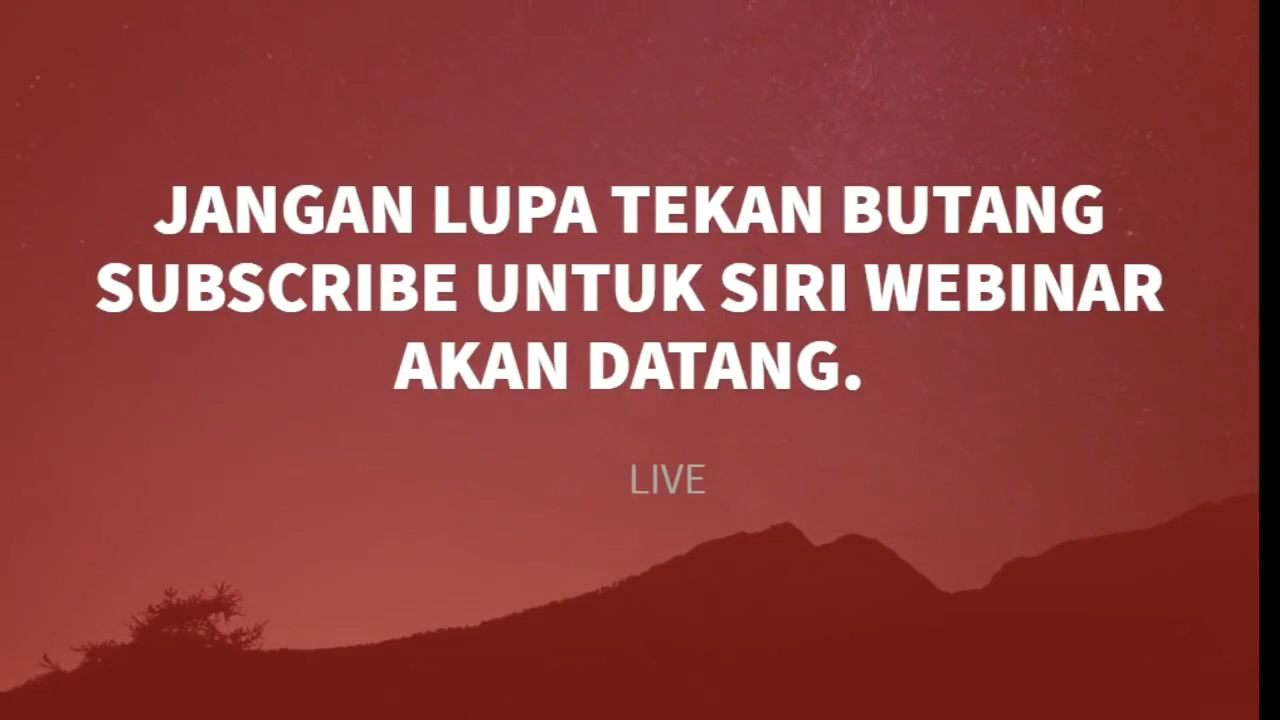 JANGAN LUPA TEKAN BUTANG
SUBSCRIBE UNTUK SIRI WEBINAR
AKAN DATANG.
LIVE